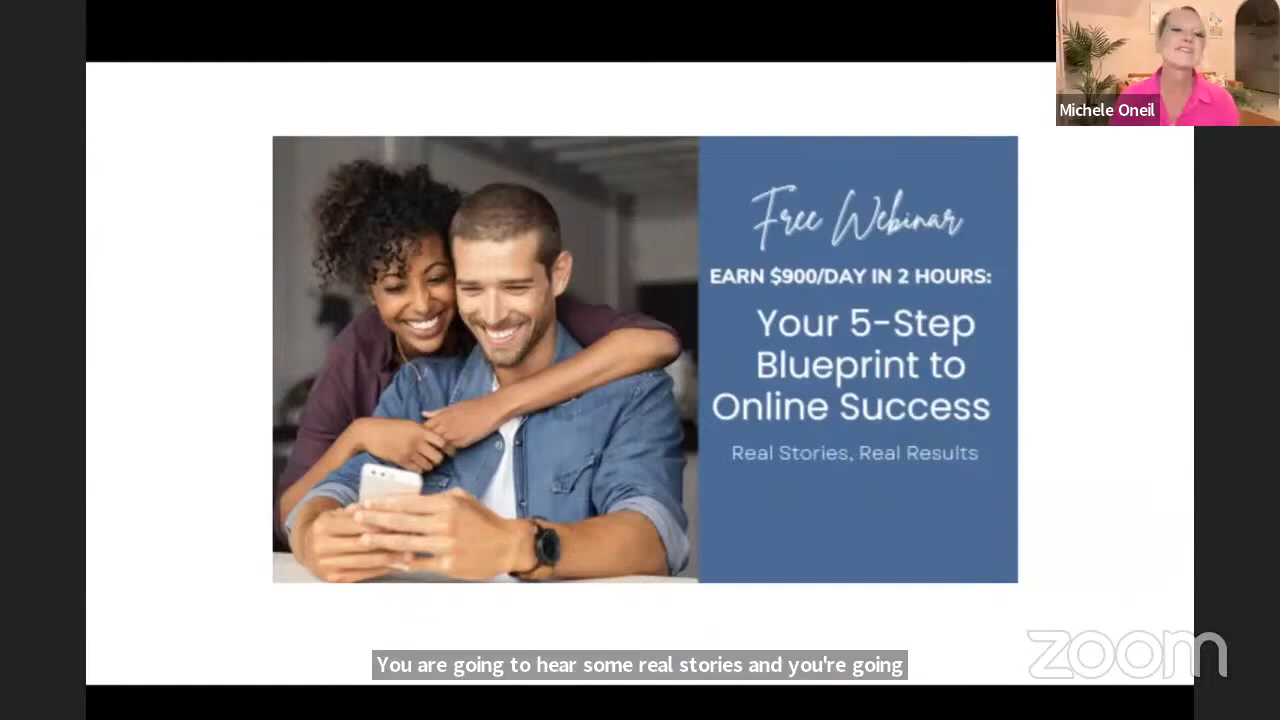 Michele Oneil
Free Webinar
EARN $900/DAY IN 2 HOURS:
Your 5-Step
Blueprint to
Online Success
Real Stories, Real Results
You are going to hear some real stories and you're going
zoom